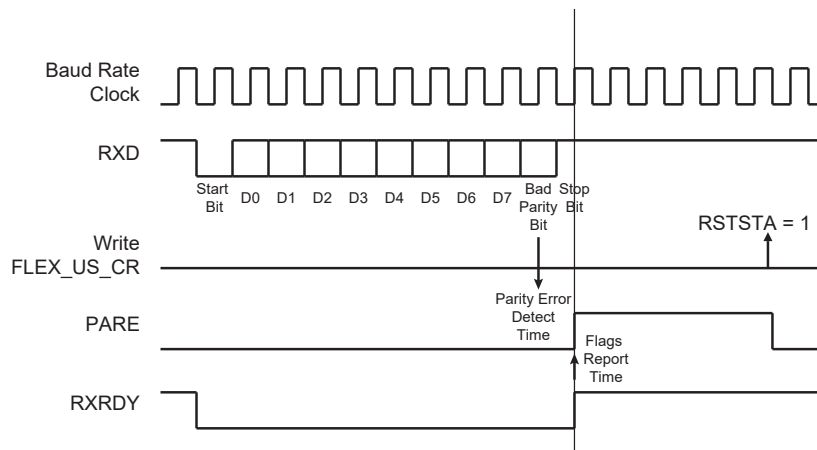 Baud Rate
Clock
RXD
Start
Bit
D0 D1 D2 D3 D4 D5 D6 D7
Bad
Parity
Bit
Stop
Bit
Write
FLEX_US_CR
RSTSTA = 1
Parity Error
Detect
Time
PARE
Flags
Report
Time
RXRDY